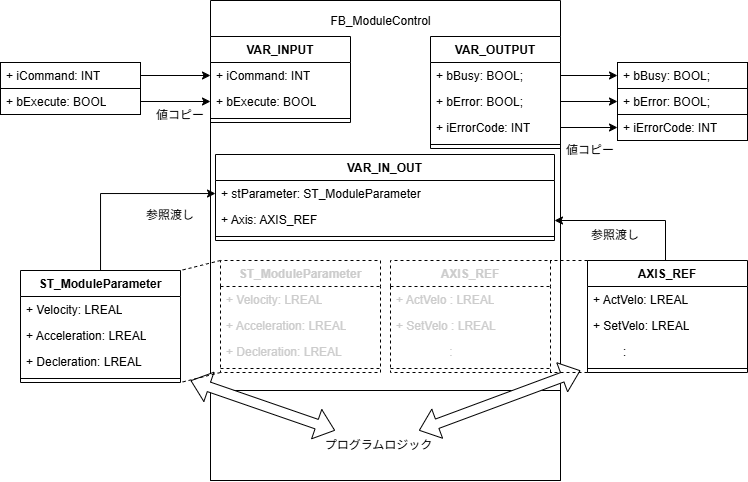 FB_ModuleControl
VAR_INPUT
+ iCommand: INT
+ bExecute: BOOL
VAR_OUTPUT
+ bBusy: BOOL;
+ bError: BOOL;
+ iErrorCode: INT
+ iCommand: INT
+ bExecute: BOOL
値コピー
+ bBusy: BOOL;
+ bError: BOOL;
+ iErrorCode: INT
値コピー
VAR_IN_OUT
+ stParameter: ST_ModuleParameter
+ Axis: AXIS_REF
参照渡し
参照渡し
ST_ModuleParameter
+ Velocity: LREAL
+ Acceleration: LREAL
+ Decleration: LREAL
ST_ModuleParameter
+ Velocity: LREAL
+ Acceleration: LREAL
+ Decleration: LREAL
AXIS_REF
+ ActVelo : LREAL
+ SetVelo : LREAL
:
AXIS_REF
+ ActVelo: LREAL
+ SetVelo: LREAL
:
プログラムロジック